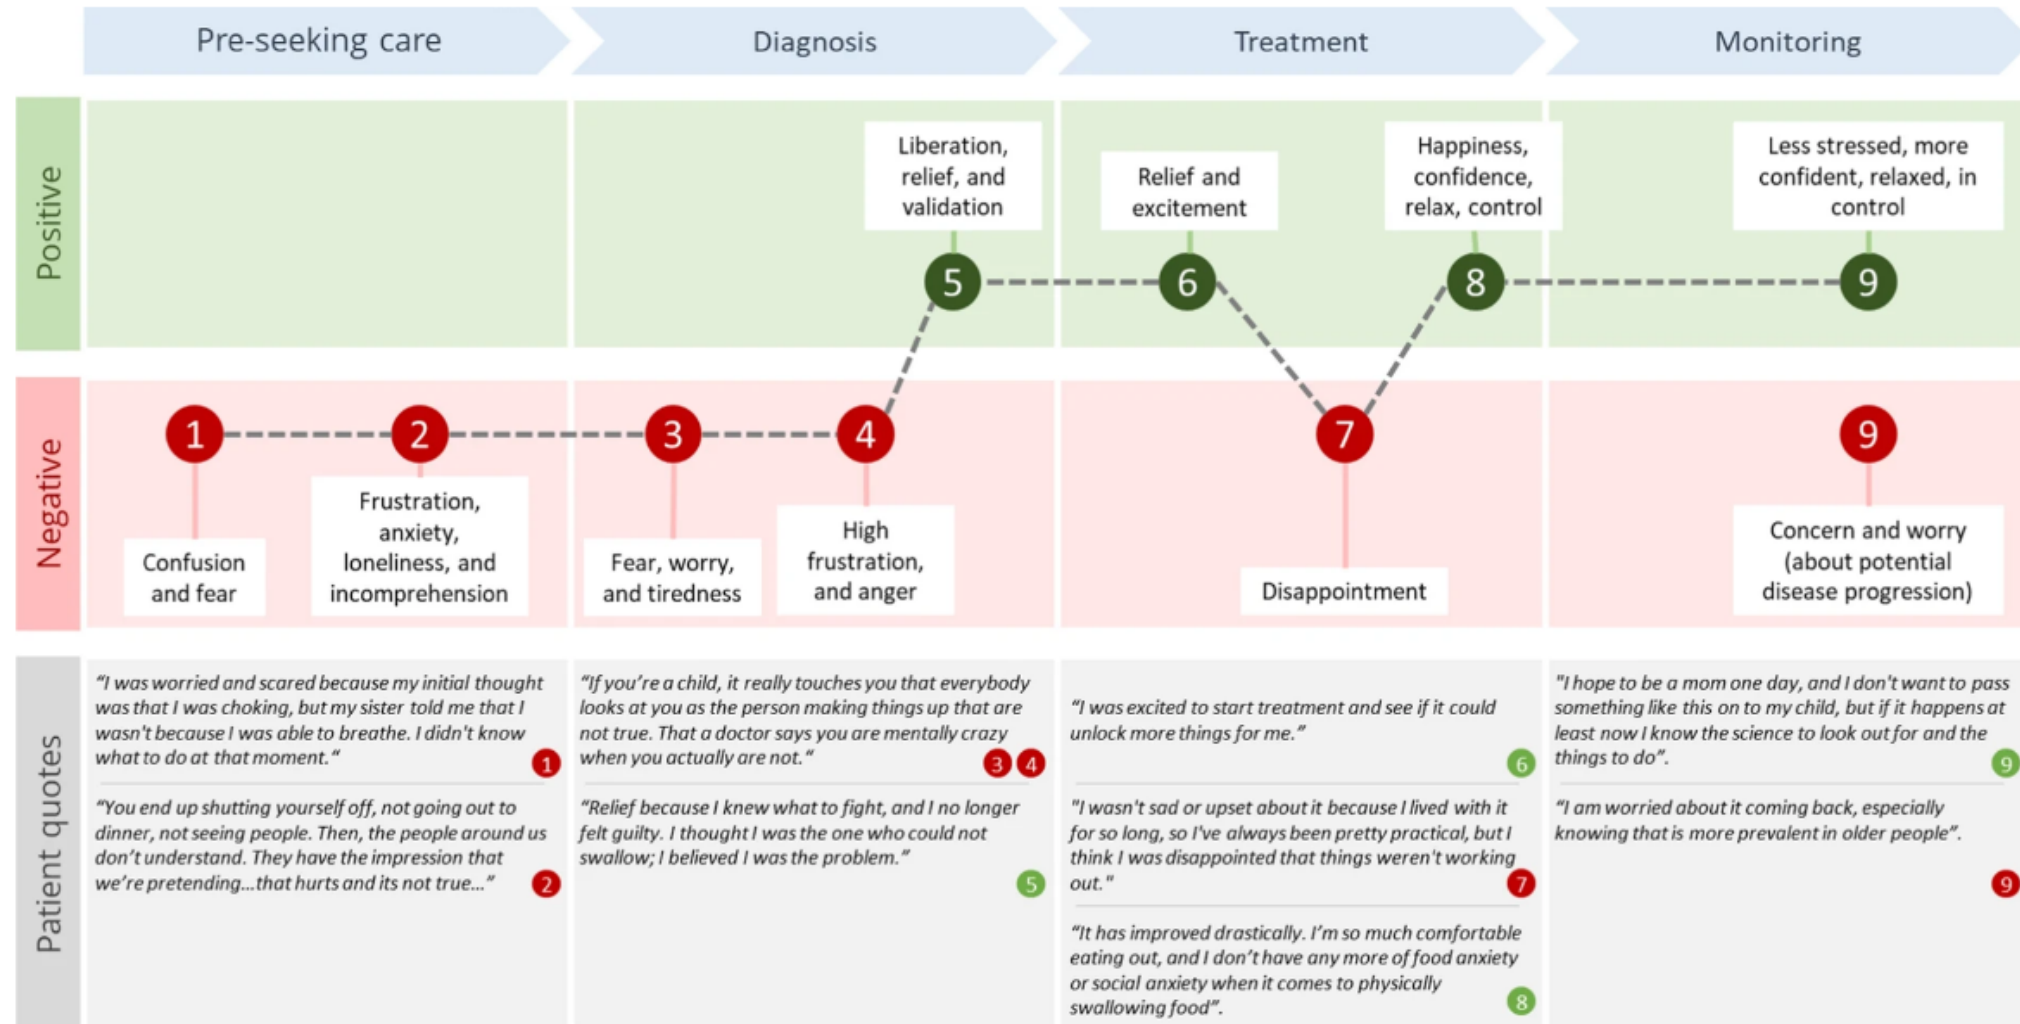 Pre-seeking care
Diagnosis
Treatment
Monitoring
Positive
Liberation,
relief, and
validation
Relief and
excitement
Happiness,
confidence,
relax, control
Less stressed, more
confident, relaxed, in
control
5
6
8
9
Negative
1
2
3
4
7
9
Confusion
and fear
Frustration,
anxiety,
loneliness, and
incomprehension
Fear, worry,
and tiredness
High
frustration,
and anger
Disappointment
Concern and worry
(about potential
disease progression)
Patient quotes
“I was worried and scared because my initial thought
was that I was choking, but my sister told me that I
wasn't because I was able to breathe. I didn't know
what to do at that moment.“
1
“You end up shutting yourself off, not going out to
dinner, not seeing people. Then, the people around us
don’t understand. They have the impression that
we’re pretending...that hurts and its not true...”
2
“If you’re a child, it really touches you that everybody
looks at you as the person making things up that are
not true. That a doctor says you are mentally crazy
when you actually are not.“
3 4
“Relief because I knew what to fight, and I no longer
felt guilty. I thought I was the one who could not
swallow; I believed I was the problem.”
5
“I was excited to start treatment and see if it could
unlock more things for me.”
6
"I wasn't sad or upset about it because I lived with it
for so long, so I've always been pretty practical, but I
think I was disappointed that things weren't working
out."
7
“It has improved drastically. I’m so much comfortable
eating out, and I don’t have any more of food anxiety
or social anxiety when it comes to physically
swallowing food”.
8
"I hope to be a mom one day, and I don't want to pass
something like this on to my child, but if it happens at
least now I know the science to look out for and the
things to do”.
9
“I am worried about it coming back, especially
knowing that is more prevalent in older people”.
9